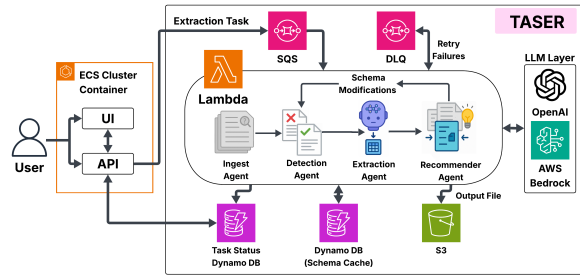 TASER
Extraction Task
SQS
DLQ
Retry
Failures
ECS Cluster
Container
UI
API
User
Lambda
Schema
Modifications
Ingest
Agent
Detection
Agent
Extraction
Agent
Recommender
Agent
LLM Layer
OpenAI
AWS
Bedrock
Output File
Task Status
Dynamo DB
Dynamo DB
(Schema Cache)
S3